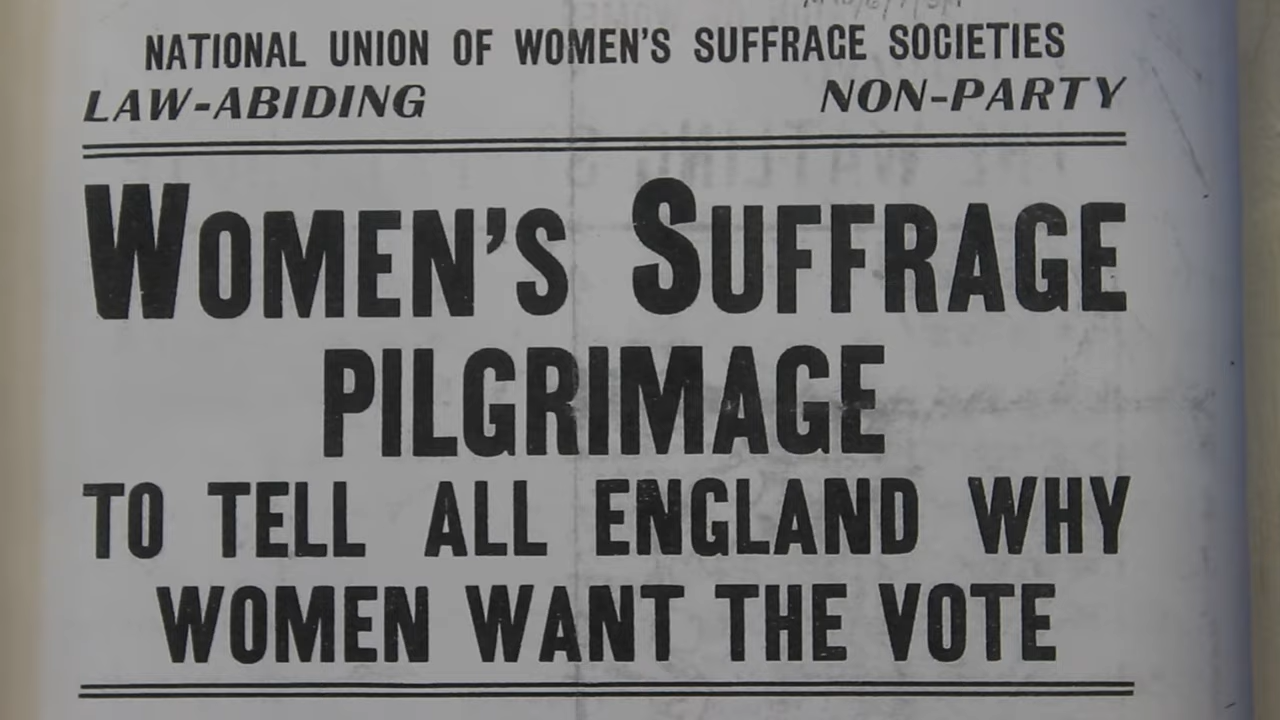 NATIONAL UNION OF WOMEN'S SUFFRAGE SOCIETIES
LAW-ABIDING NON-PARTY
WOMEN'S SUFFRAGE
PILGRIMAGE
TO TELL ALL ENGLAND WHY
WOMEN WANT THE VOTE